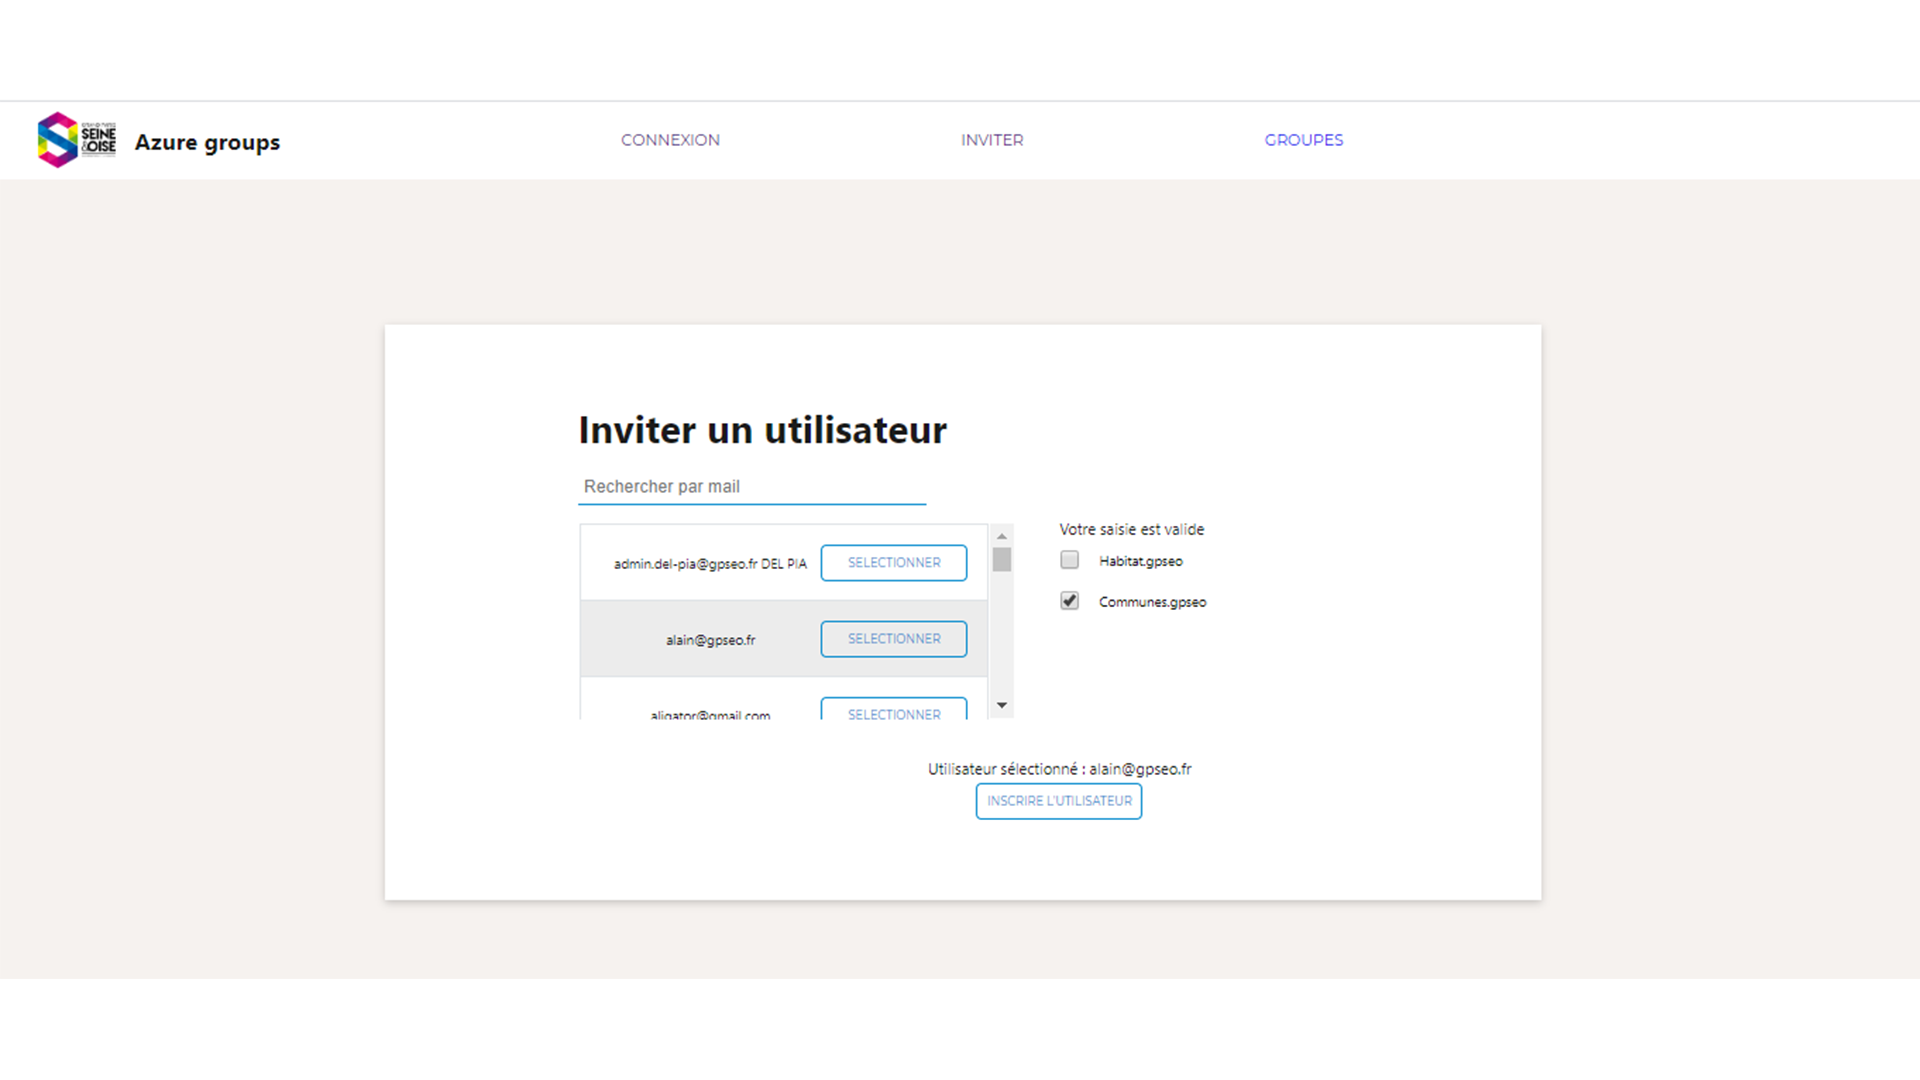 SEINE
&OISE
Azure groups
CONNEXION
INVITER
GROUPES
Inviter un utilisateur
Rechercher par mail
admin.del-pia@gpseo.fr DEL PIA
SELECTIONNER
alain@gpseo.fr
SELECTIONNER
aligator@gmail.com
SELECTIONNER
Votre saisie est valide
Habitat.gpseo
Communes.gpseo
Utilisateur sélectionné : alain@gpseo.fr
INSCRIRE L'UTILISATEUR